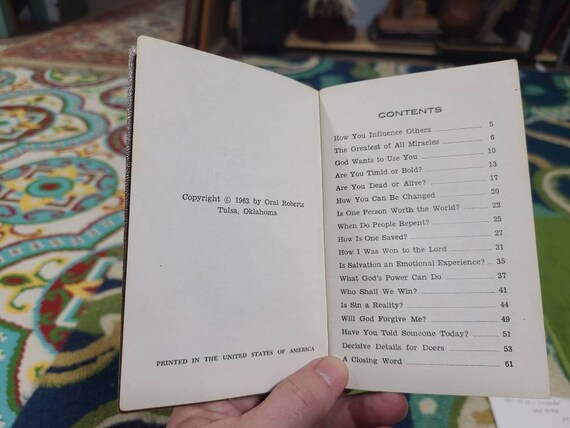 Copyright © 1963 by Oral Roberts
Tulsa, Oklahoma
PRINTED IN THE UNITED STATES OF AMERICA
CONTENTS
How You Influence Others 5
The Greatest of All Miracles 6
God Wants to Use You 10
Are You Timid or Bold? 13
Are You Dead or Alive? 17
How You Can Be Changed 20
Is One Person Worth the World? 22
When Do People Repent? 25
How Is One Saved? 27
How I Was Won to the Lord 31
Is Salvation an Emotional Experience? 35
What God's Power Can Do 37
Who Shall We Win? 41
Is Sin a Reality? 44
Will God Forgive Me? 49
Have You Told Someone Today? 51
Decisive Details for Doers 53
A Closing Word 61